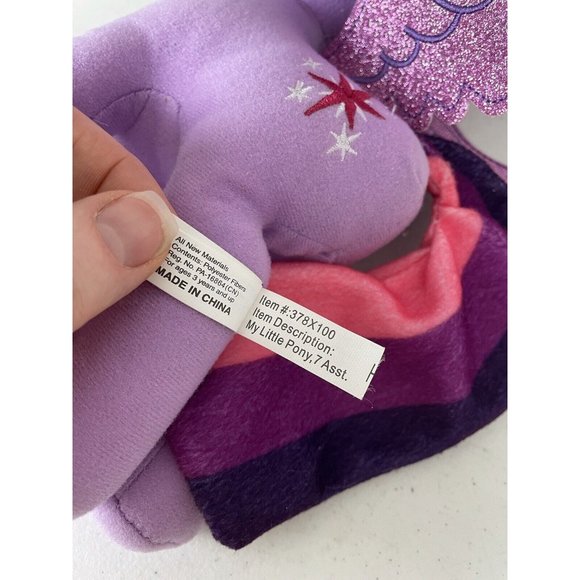 All New Materials
Contents: Polyester Fibers
Reg. No. PA-16864(CN)
For ages 3 years and up
MADE IN CHINA
Item #:378X100
Item Description:
My Little Pony,7 Asst.
H